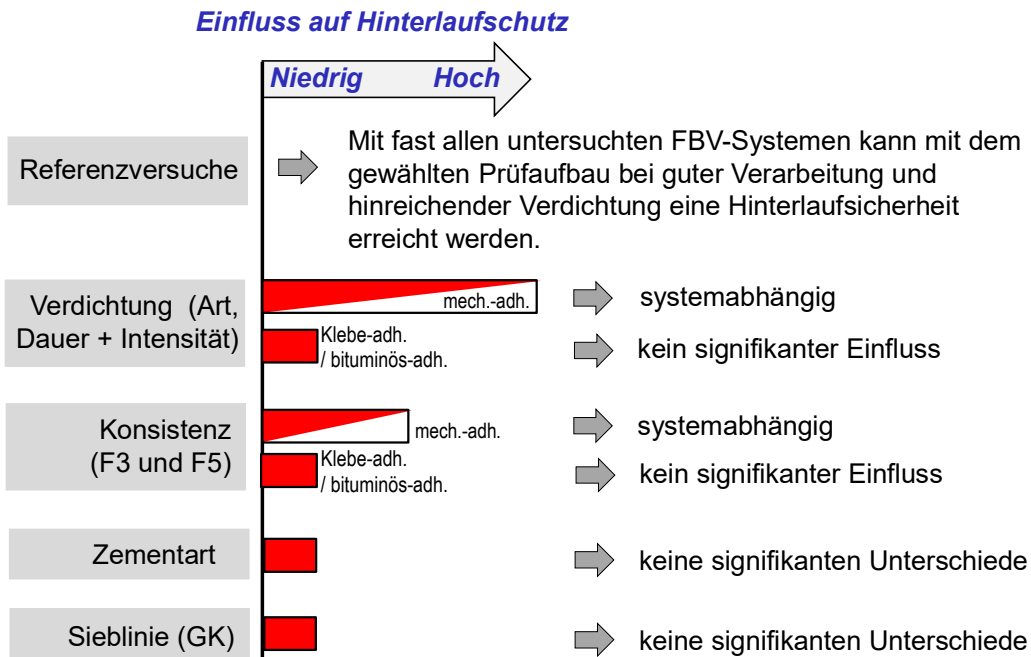 Einfluss auf Hinterlaufschutz
Niedrig Hoch
Referenzversuche
Mit fast allen untersuchten FBV-Systemen kann mit dem
gewählten Prüfaufbau bei guter Verarbeitung und
hinreichender Verdichtung eine Hinterlaufsicherheit
erreicht werden.
Verdichtung (Art,
Dauer + Intensität)
mech.-adh.
systemabhängig
Klebe-adh.
/ bituminös-adh.
kein signifikanter Einfluss
Konsistenz
(F3 und F5)
mech.-adh.
systemabhängig
Klebe-adh.
/ bituminös-adh.
kein signifikanter Einfluss
Zementart
keine signifikanten Unterschiede
Sieblinie (GK)
keine signifikanten Unterschiede